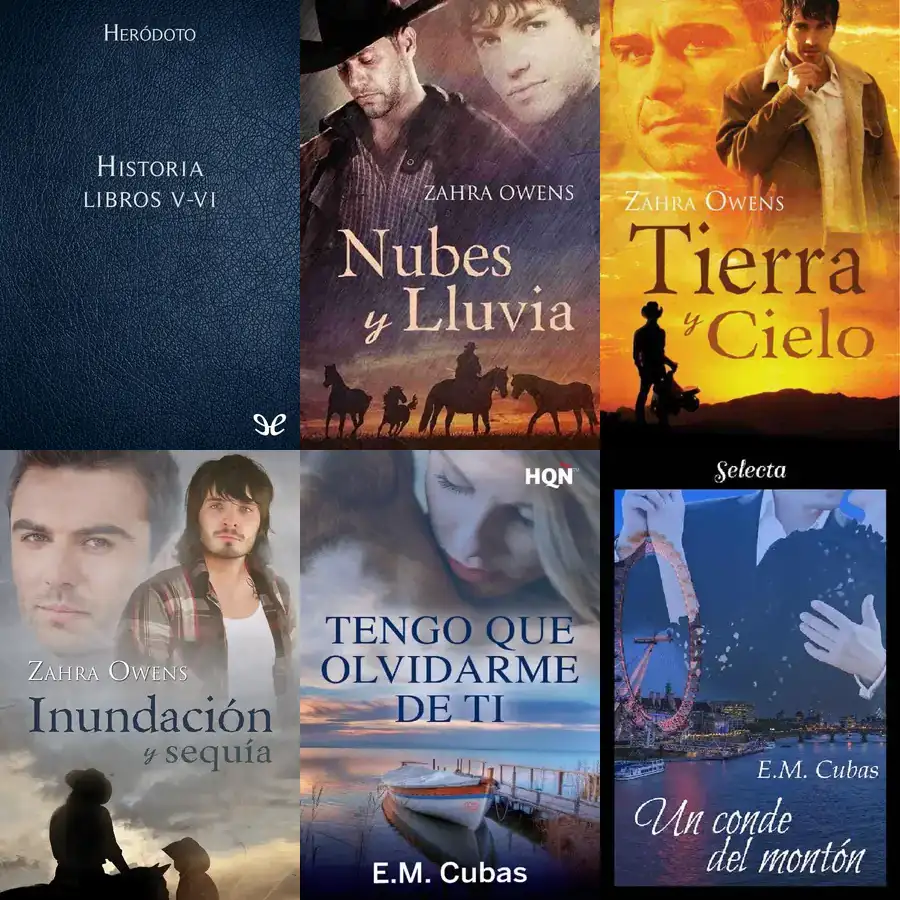 HERÓDOTO
HISTORIA
LIBROS V-VI
ZAHRA OWENS
Nubes
y Lluvia
ZAHRA OWENS
Tierra
y Cielo
ZAHRA OWENS
Inundación
y sequía
HQN™
TENGO QUE
OLVIDARME
DE TI
E.M. Cubas
Selecta
E.M. Cubas
Un conde
del montón